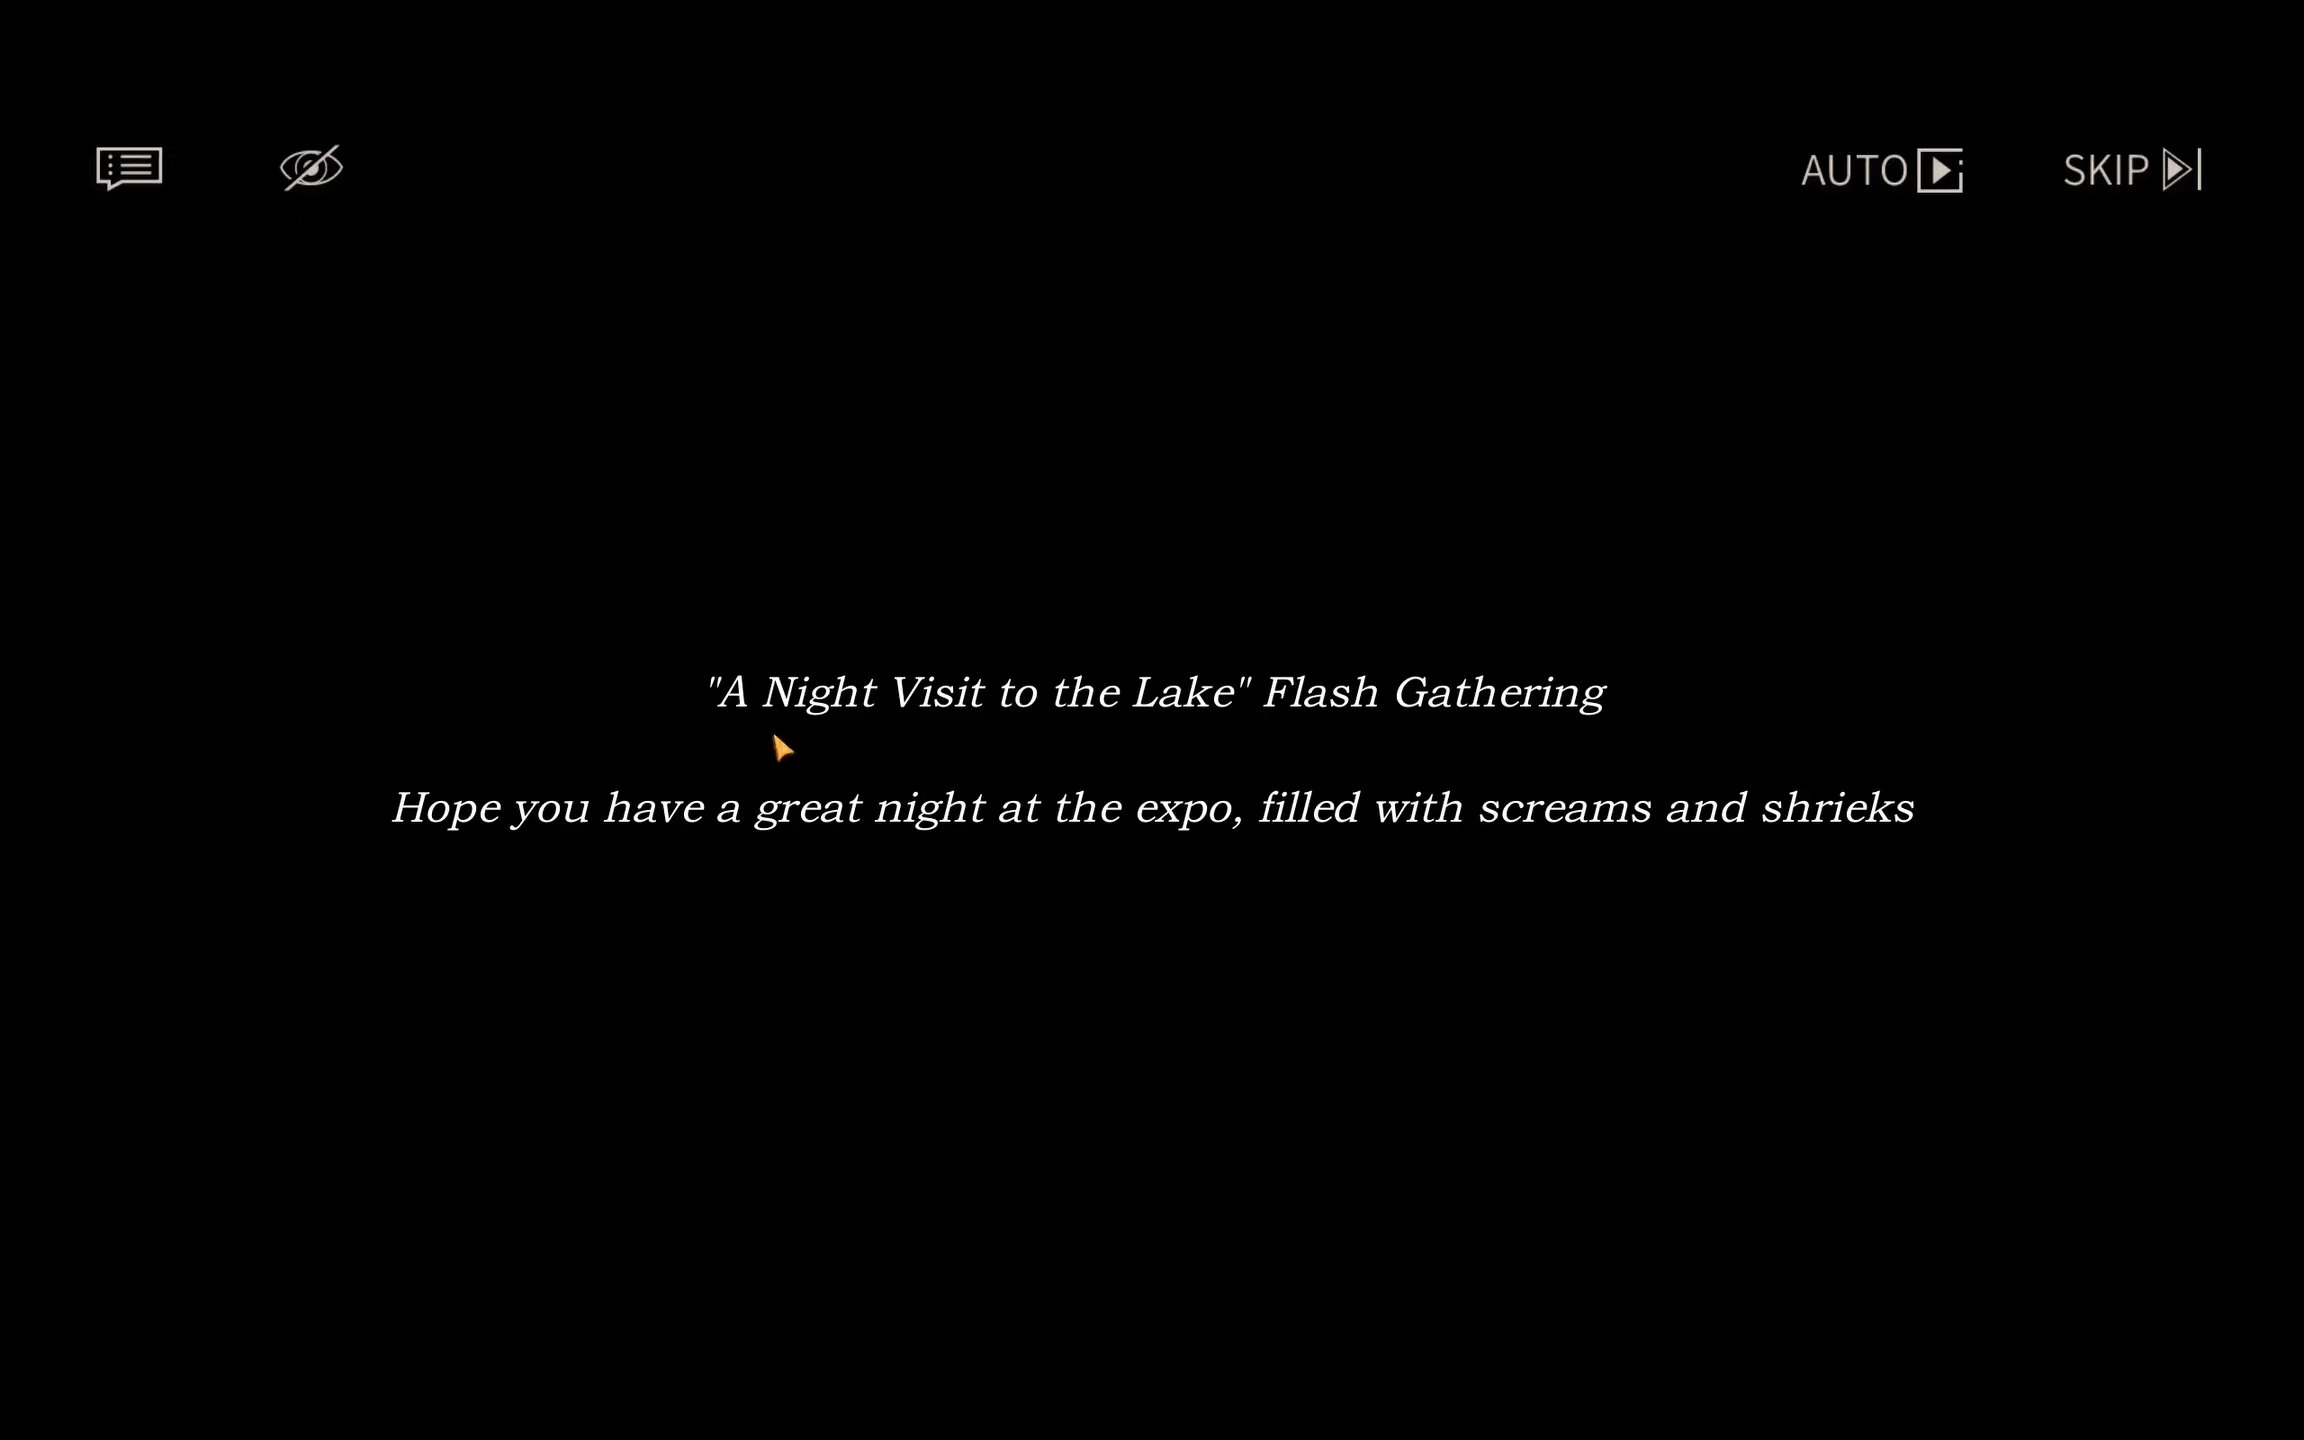 AUTO
SKIP
"A Night Visit to the Lake" Flash Gathering
Hope you have a great night at the expo, filled with screams and shrieks